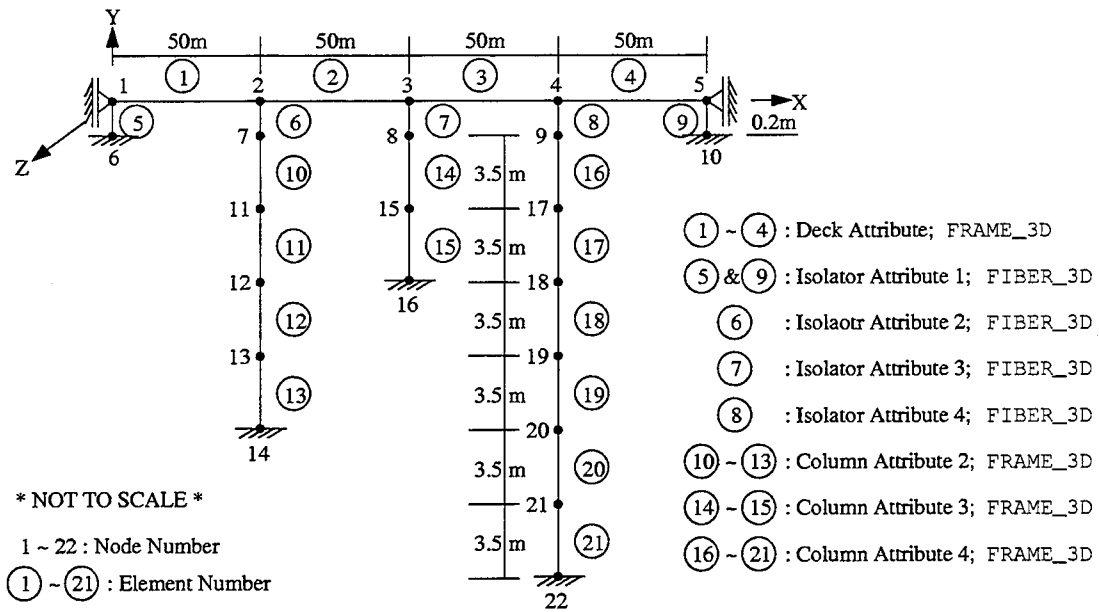 Y
50m 50m 50m 50m
1 1 2 2 3 3 4 4 5
X
5 6 7 8 9 0.2m
Z 6 7 8 9 10
10 14 3.5 m 16
11 15 17
11 15 3.5 m 17
12 16 18
12 3.5 m 18
13 19
13 3.5 m 19
14 20
3.5 m 20
21
3.5 m 21
22
1 ~ 4 : Deck Attribute; FRAME_3D
5 & 9 : Isolator Attribute 1; FIBER_3D
6 : Isolaotr Attribute 2; FIBER_3D
7 : Isolator Attribute 3; FIBER_3D
8 : Isolator Attribute 4; FIBER_3D
10 ~ 13 : Column Attribute 2; FRAME_3D
14 ~ 15 : Column Attribute 3; FRAME_3D
16 ~ 21 : Column Attribute 4; FRAME_3D
* NOT TO SCALE *
1 ~ 22 : Node Number
1 ~ 21 : Element Number